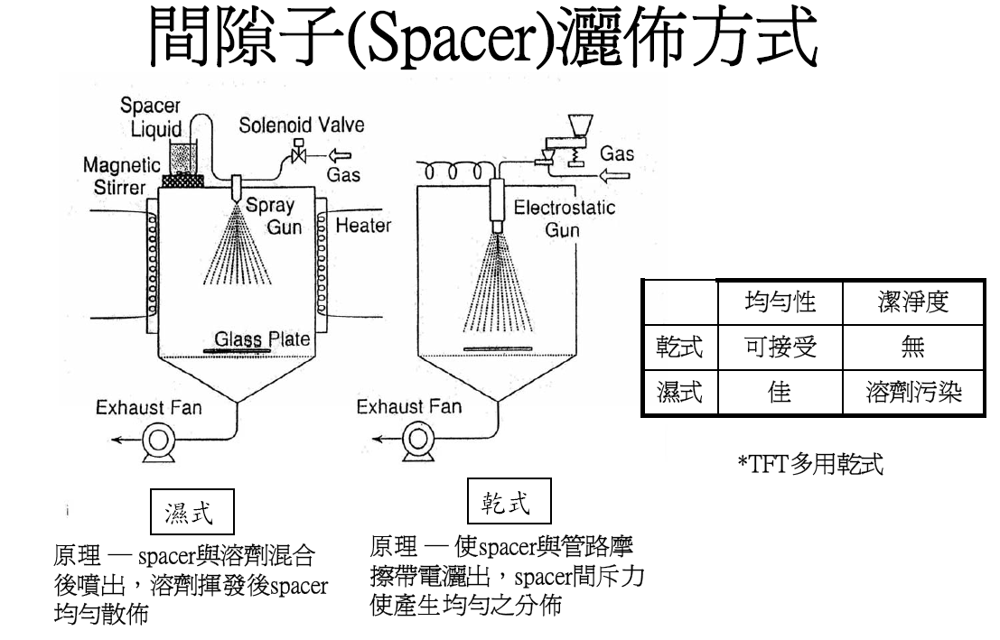 間隙子(Spacer)灑佈方式
Spacer
Liquid
Solenoid Valve
Magnetic
Stirrer
Gas
Spray
Gun
Heater
Glass Plate
Exhaust Fan
Gas
Electrostatic
Gun
Exhaust Fan
均勻性 潔淨度
乾式 可接受 無
濕式 佳 溶劑污染
*TFT多用乾式
濕式
原理 — spacer與溶劑混合
後噴出，溶劑揮發後spacer
均勻散佈
乾式
原理 — 使spacer與管路摩
擦帶電灑出，spacer間斥力
使產生均勻之分佈